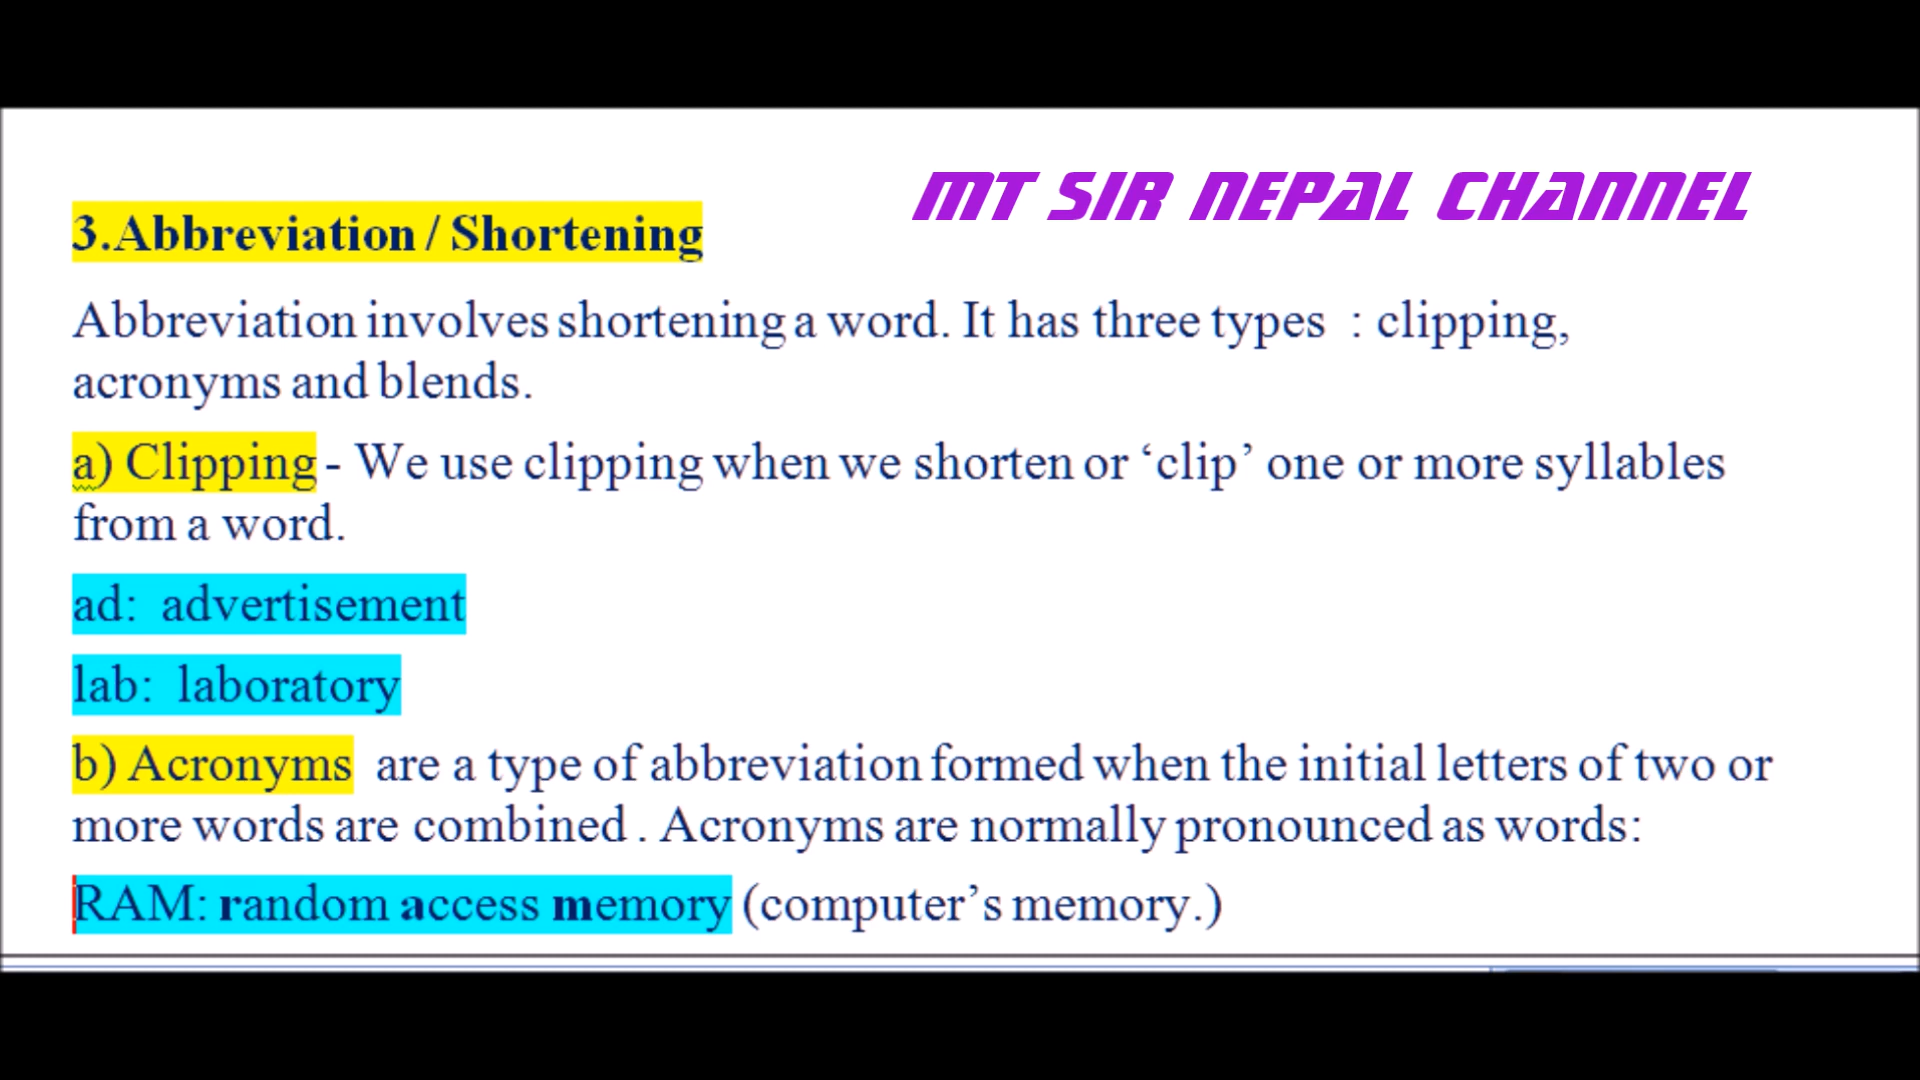 MT SIR NEPAL CHANNEL
3.Abbreviation / Shortening
Abbreviation involves shortening a word. It has three types : clipping,
acronyms and blends.
a) Clipping - We use clipping when we shorten or ‘clip’ one or more syllables
from a word.
ad: advertisement
lab: laboratory
b) Acronyms are a type of abbreviation formed when the initial letters of two or
more words are combined . Acronyms are normally pronounced as words:
RAM: random access memory (computer’s memory.)